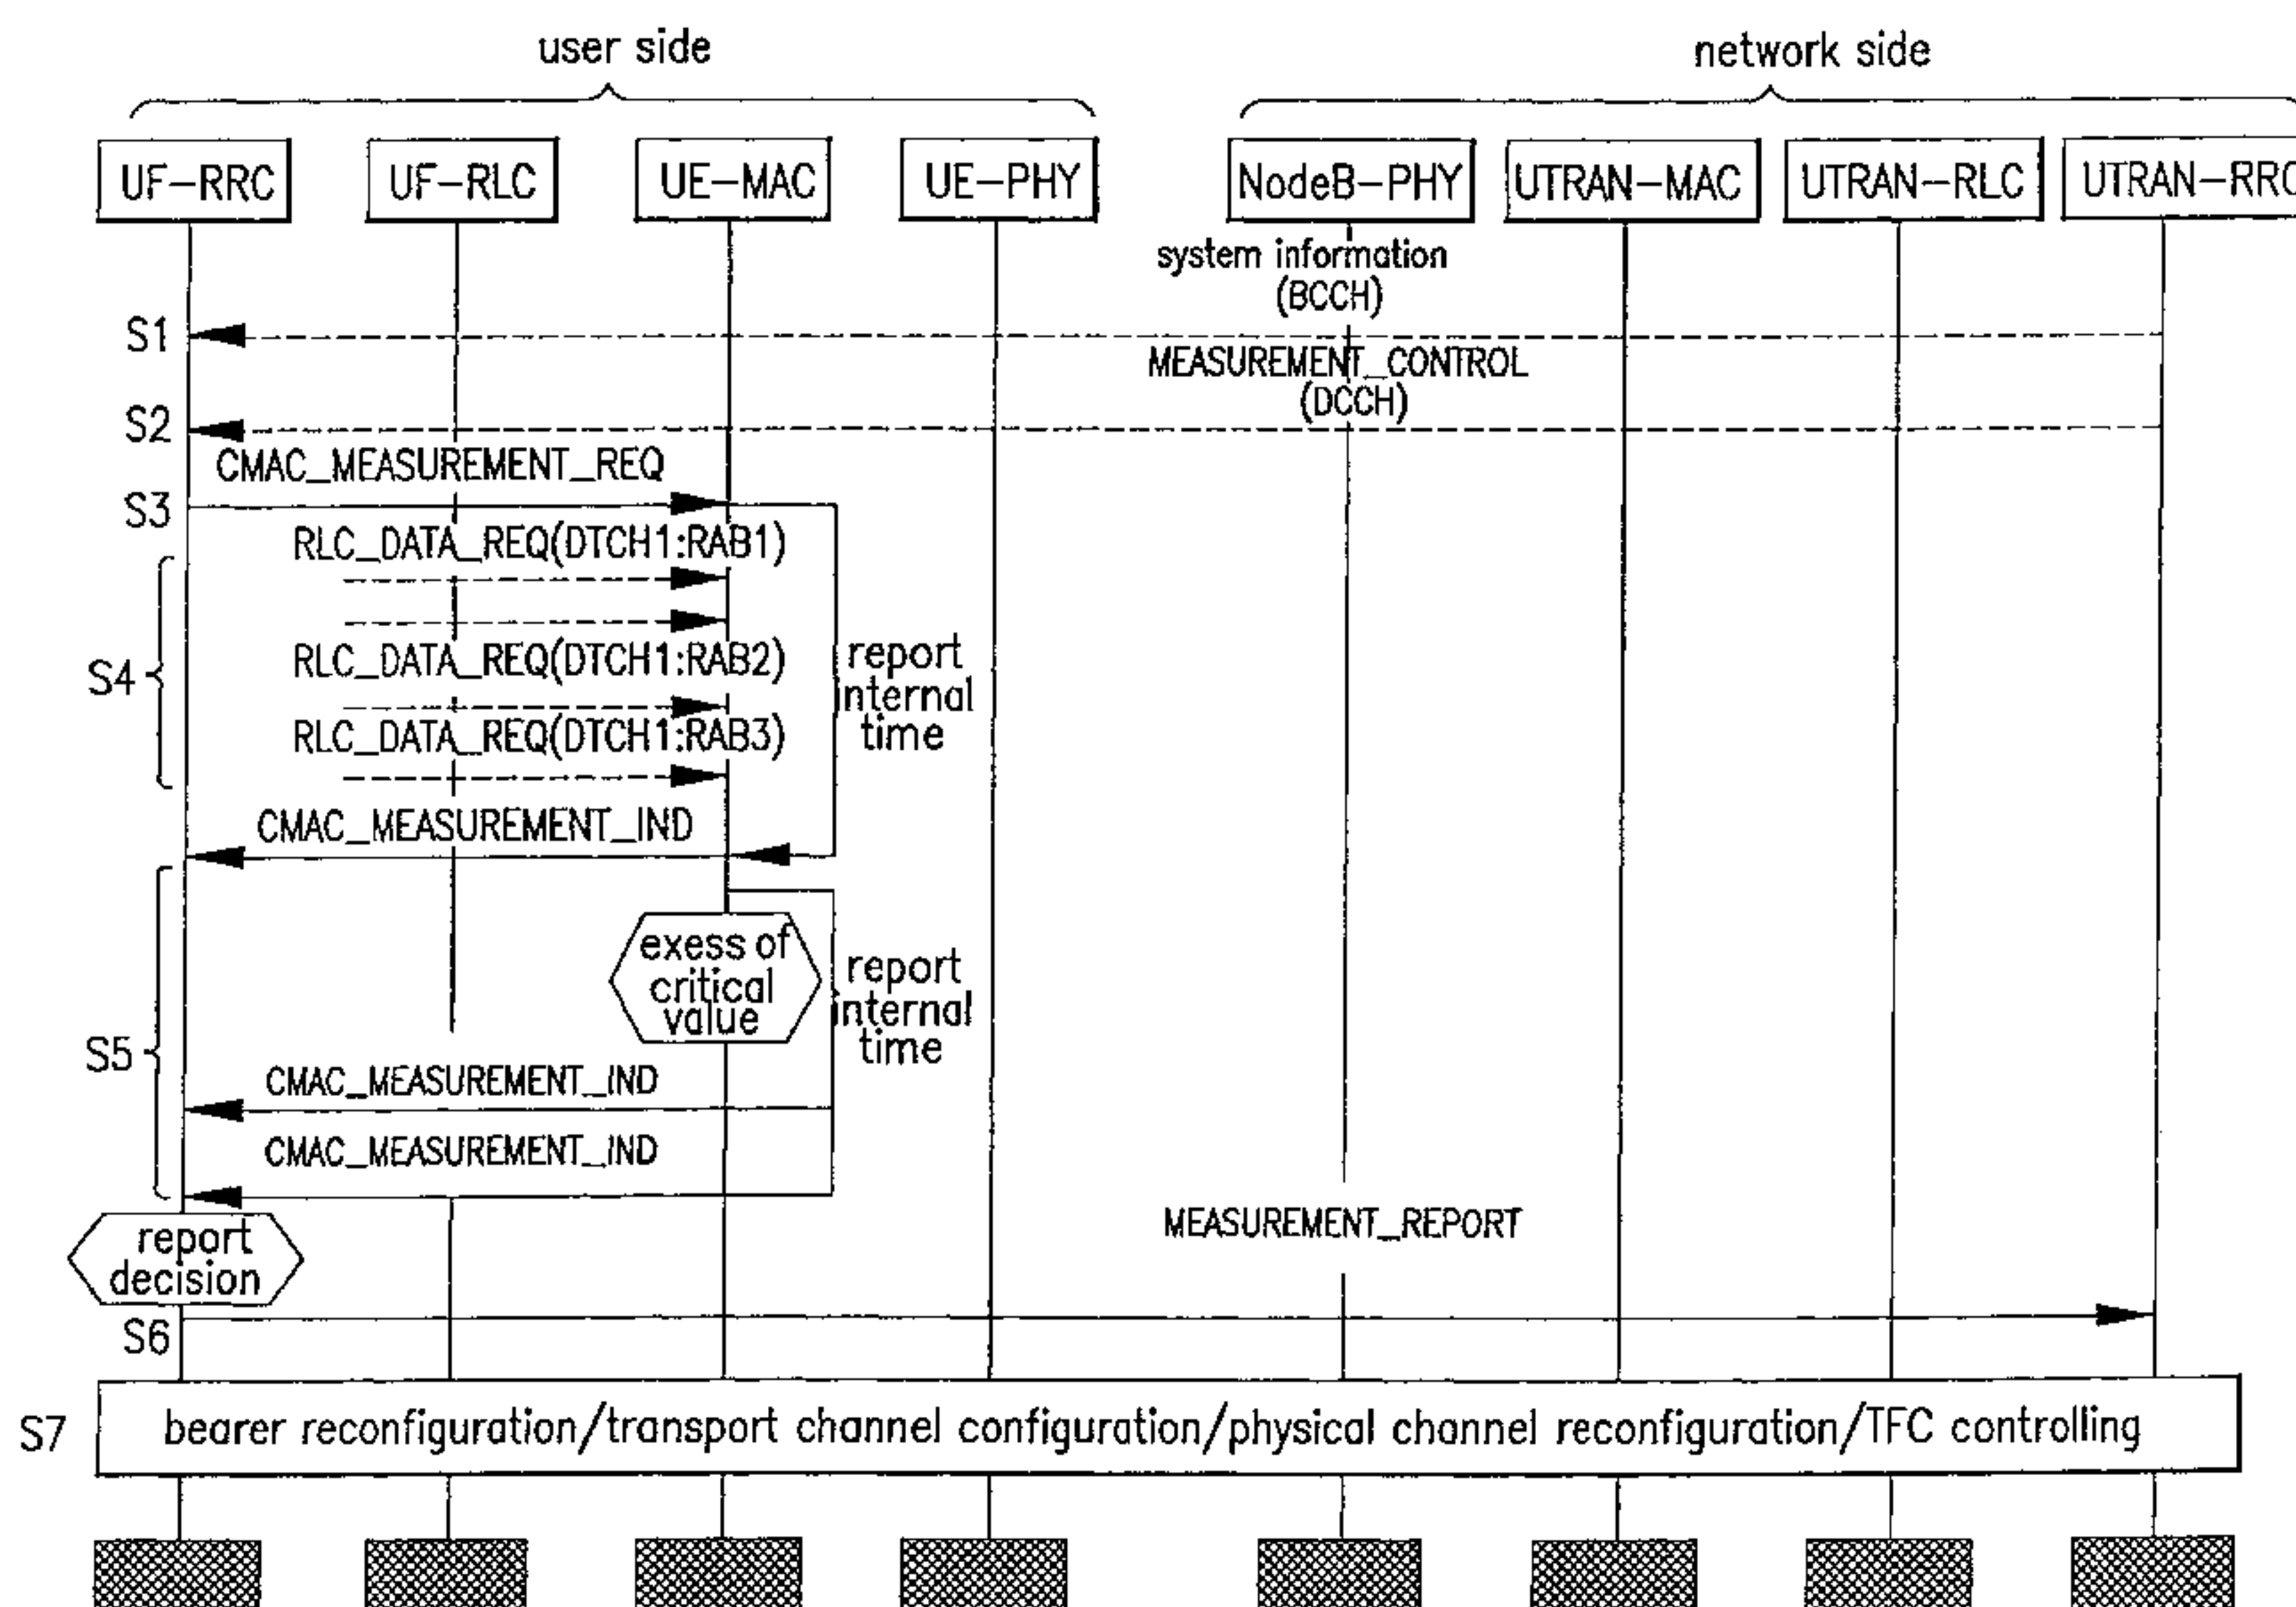 user side
network side
UF-RRC
UF-RLC
UE-MAC
UE-PHY
NodeB-PHY
UTRAN-MAC
UTRAN-RLC
UTRAN-RRC
system information
(BCCH)
S1
MEASUREMENT_CONTROL
(DCCH)
S2
CMAC_MEASUREMENT_REQ
S3
RLC_DATA_REQ(DTCH1:RAB1)
RLC_DATA_REQ(DTCH1:RAB2)
S4
report
internal
time
RLC_DATA_REQ(DTCH1:RAB3)
CMAC_MEASUREMENT_IND
exess of
critical
value
report
internal
time
S5
CMAC_MEASUREMENT_IND
CMAC_MEASUREMENT_IND
report
decision
MEASUREMENT_REPORT
S6
S7
bearer reconfiguration/transport channel configuration/physical channel reconfiguration/TFC controlling